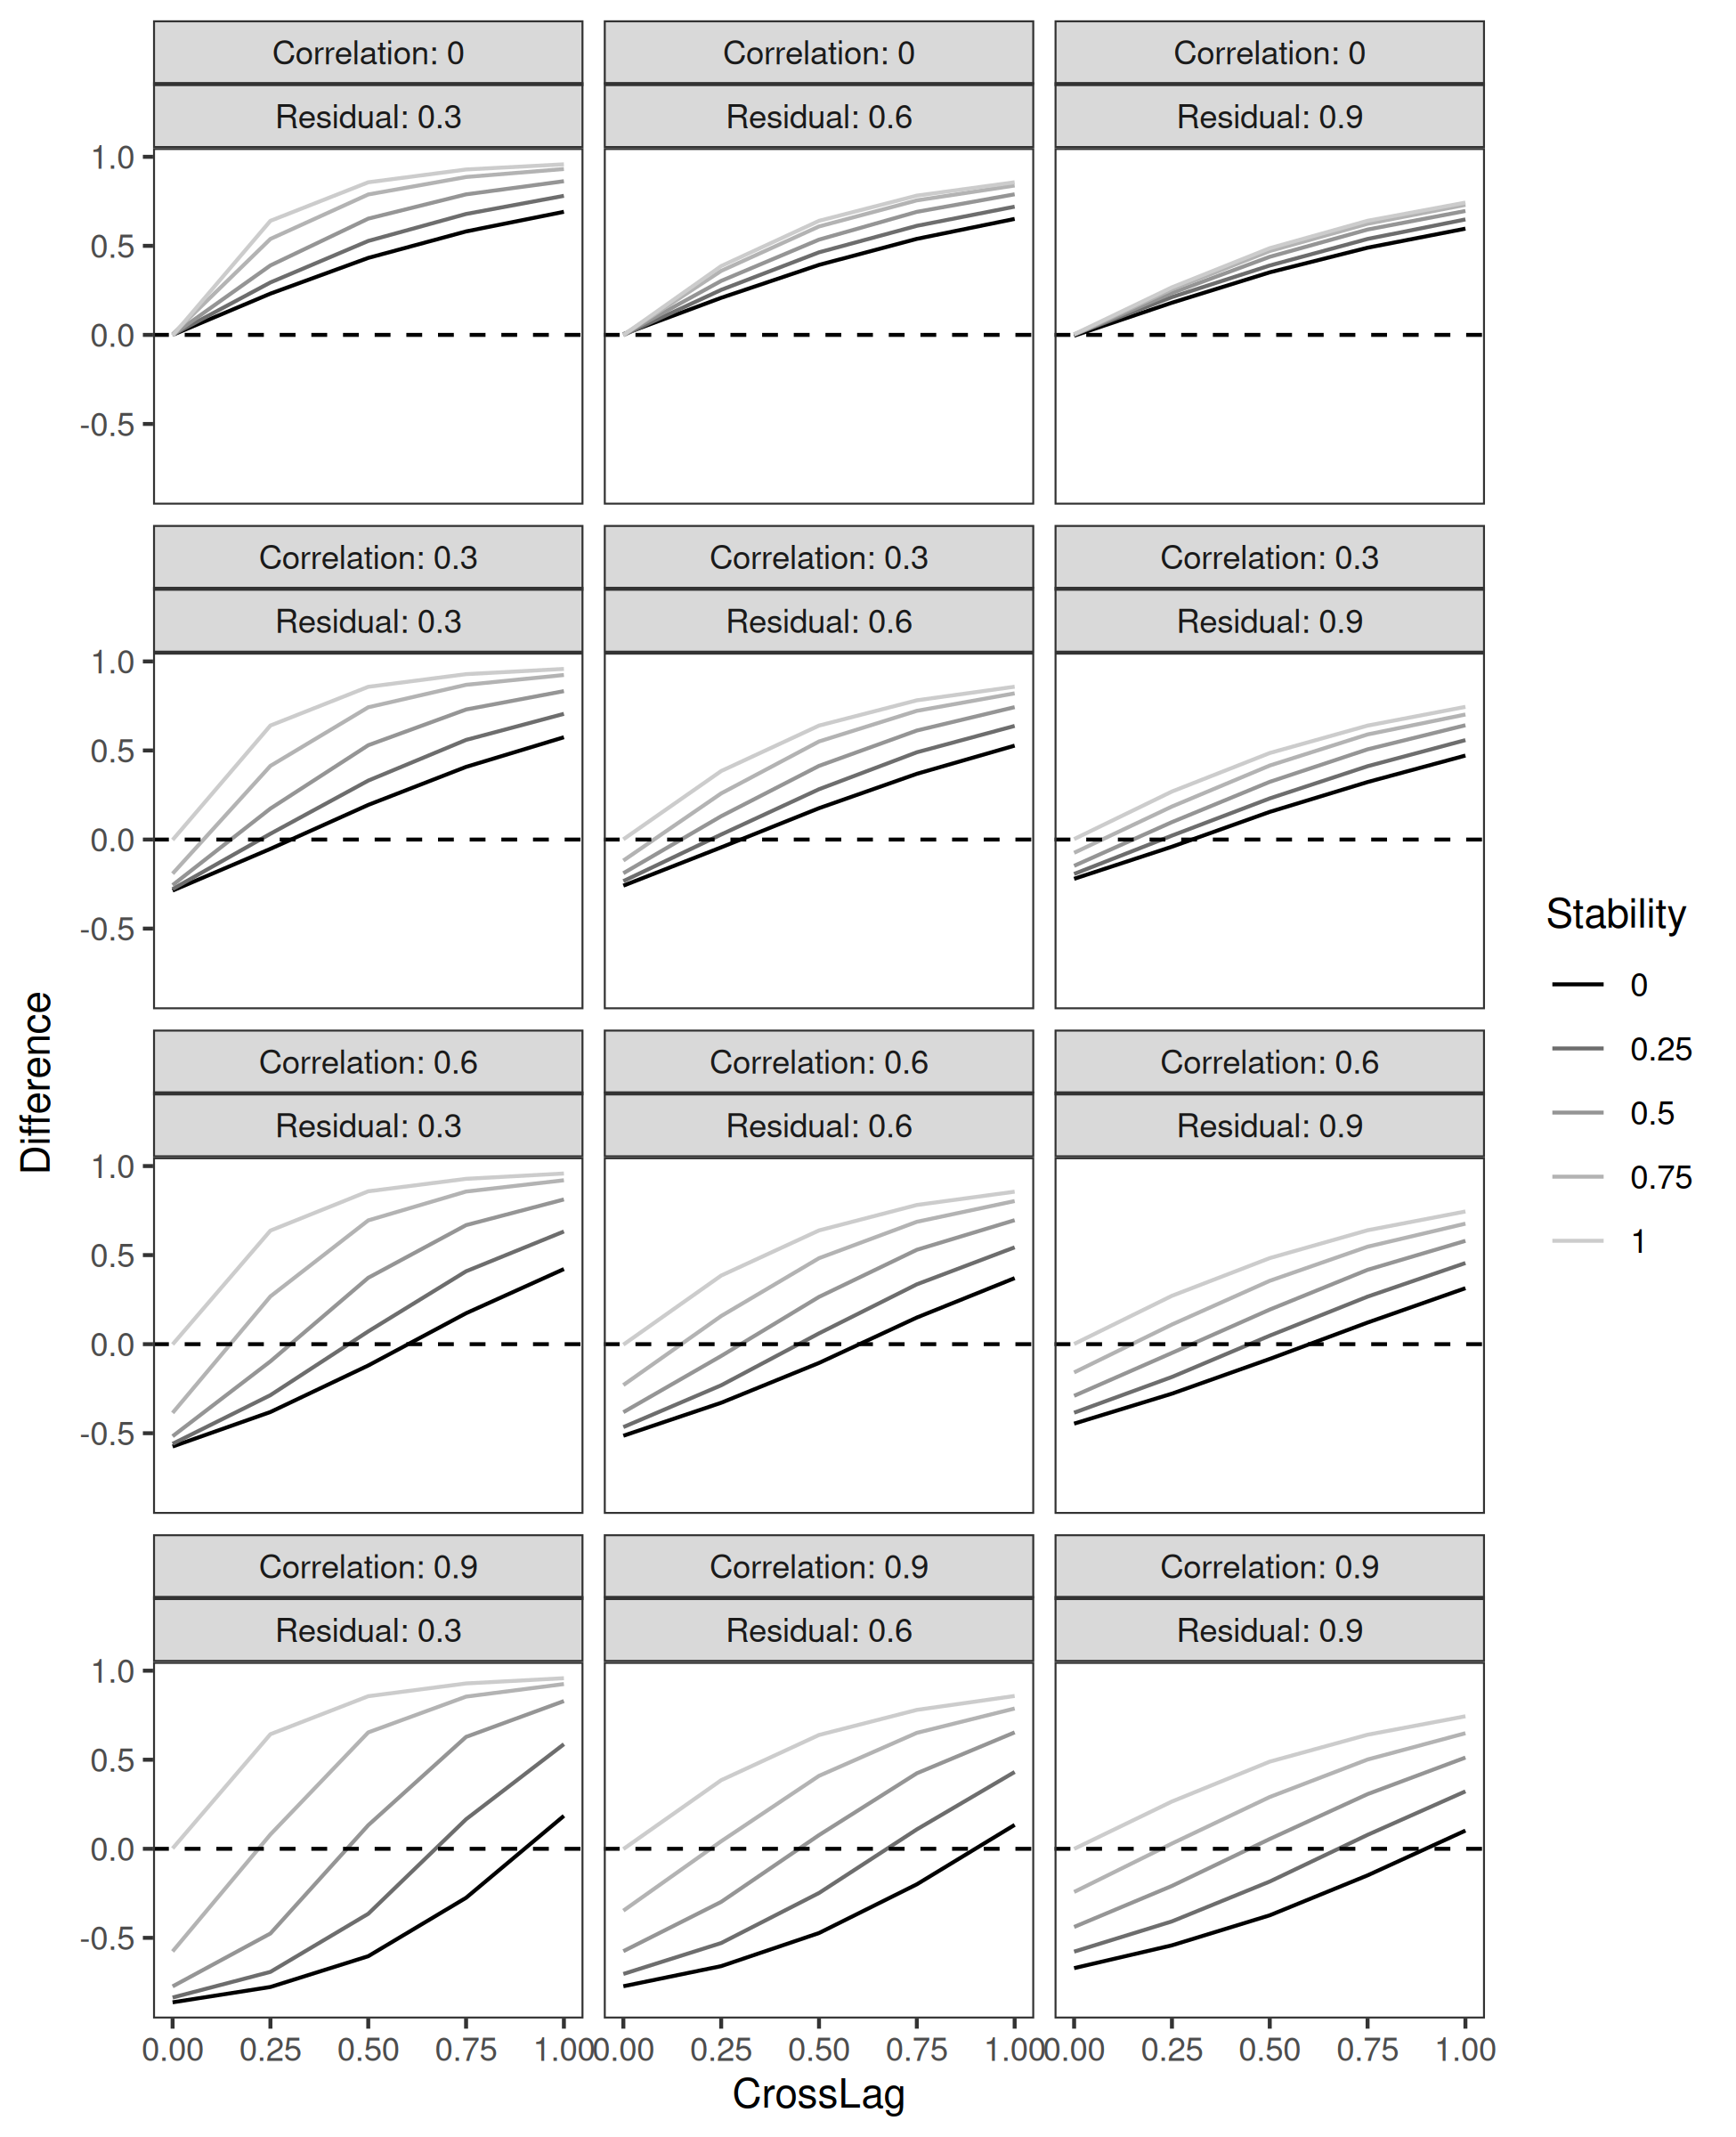 Correlation: 0
Correlation: 0
Correlation: 0
Residual: 0.3
Residual: 0.6
Residual: 0.9
1.0
0.5
0.0
-0.5
Correlation: 0.3
Correlation: 0.3
Correlation: 0.3
Residual: 0.3
Residual: 0.6
Residual: 0.9
1.0
0.5
0.0
-0.5
Correlation: 0.6
Correlation: 0.6
Correlation: 0.6
Residual: 0.3
Residual: 0.6
Residual: 0.9
1.0
0.5
0.0
-0.5
Correlation: 0.9
Correlation: 0.9
Correlation: 0.9
Residual: 0.3
Residual: 0.6
Residual: 0.9
1.0
0.5
0.0
-0.5
0.00 0.25 0.50 0.75 1.00
0.00 0.25 0.50 0.75 1.00
0.00 0.25 0.50 0.75 1.00
CrossLag
Difference
Stability
0
0.25
0.5
0.75
1